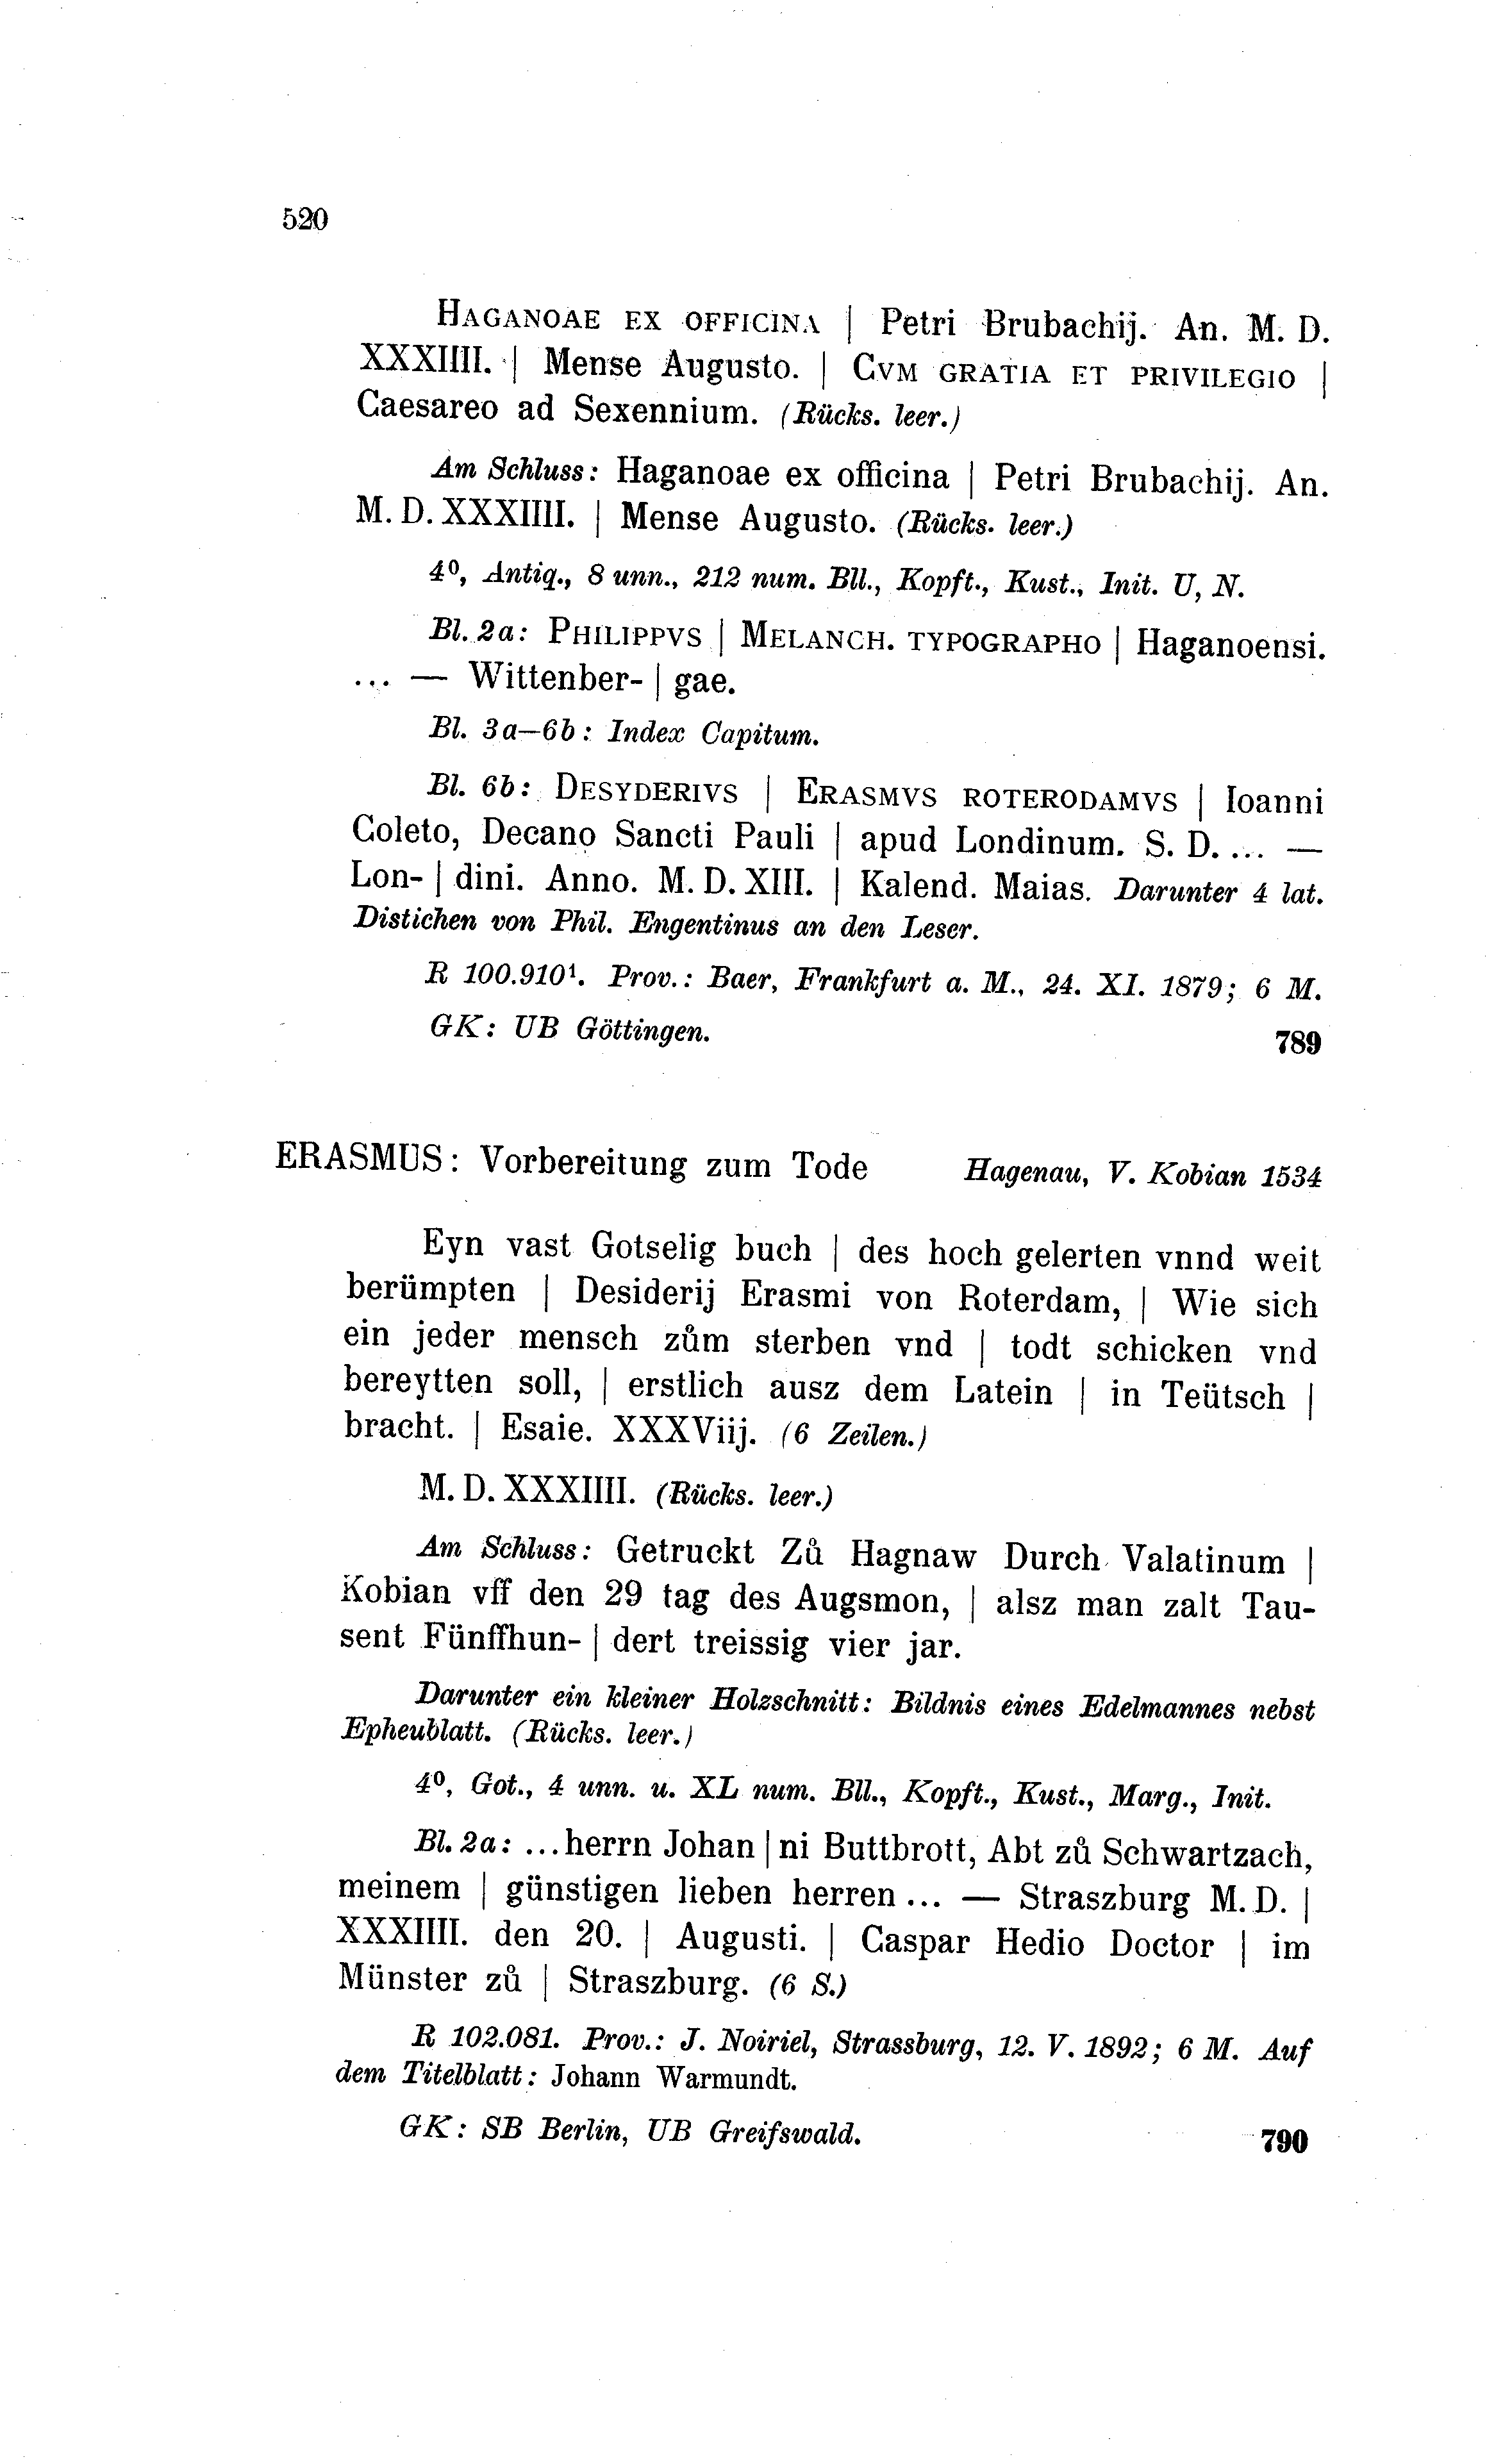 520
HAGANOAE EX OFFICINA | Petri Brubachij. An. M. D.
XXXIIII. | Mense Augusto. | CVM GRATIA ET PRIVILEGIO |
Caesareo ad Sexennium. (Rücks. leer.)
Am Schluss: Haganoae ex officina | Petri Brubachij. An.
M. D. XXXIIII. | Mense Augusto. (Rücks. leer.)
4⁰, Antiq., 8 unn., 212 num. Bll., Kopft., Kust., Init. U, N.
Bl. 2a: PHILIPPVS | MELANCH. TYPOGRAPHO | Haganoensi.
... — Wittenber- | gae.
Bl. 3a—6b: Index Capitum.
Bl. 6b: DESYDERIVS | ERASMVS ROTERODAMVS | Ioanni
Coleto, Decano Sancti Pauli | apud Londinum. S. D. ... —
Lon- | dini. Anno. M. D. XIII. | Kalend. Maias. Darunter 4 lat.
Distichen von Phil. Engentinus an den Leser.
R 100.910¹. Prov.: Baer, Frankfurt a. M., 24. XI. 1879; 6 M.
GK: UB Göttingen. 789
ERASMUS: Vorbereitung zum Tode Hagenau, V. Kobian 1534
Eyn vast Gotselig buch | des hoch gelerten vnnd weit
berümpten | Desiderij Erasmi von Roterdam, | Wie sich
ein jeder mensch zům sterben vnd | todt schicken vnd
bereytten soll, | erstlich ausz dem Latein | in Teütsch |
bracht. | Esaie. XXXViij. (6 Zeilen.)
M. D. XXXIIII. (Rücks. leer.)
Am Schluss: Getruckt Zů Hagnaw Durch Valatinum |
Kobian vff den 29 tag des Augsmon, | alsz man zalt Tau-
sent Fünffhun- | dert treissig vier jar.
Darunter ein kleiner Holzschnitt: Bildnis eines Edelmannes nebst
Epheublatt. (Rücks. leer.)
4⁰, Got., 4 unn. u. XL num. Bll., Kopft., Kust., Marg., Init.
Bl. 2a: ... herrn Johan | ni Buttbrott, Abt zů Schwartzach,
meinem | günstigen lieben herren ... — Straszburg M. D. |
XXXIIII. den 20. | Augusti. | Caspar Hedio Doctor | im
Münster zů | Straszburg. (6 S.)
R 102.081. Prov.: J. Noiriel, Strassburg, 12. V. 1892; 6 M. Auf
dem Titelblatt: Johann Warmundt.
GK: SB Berlin, UB Greifswald. 790